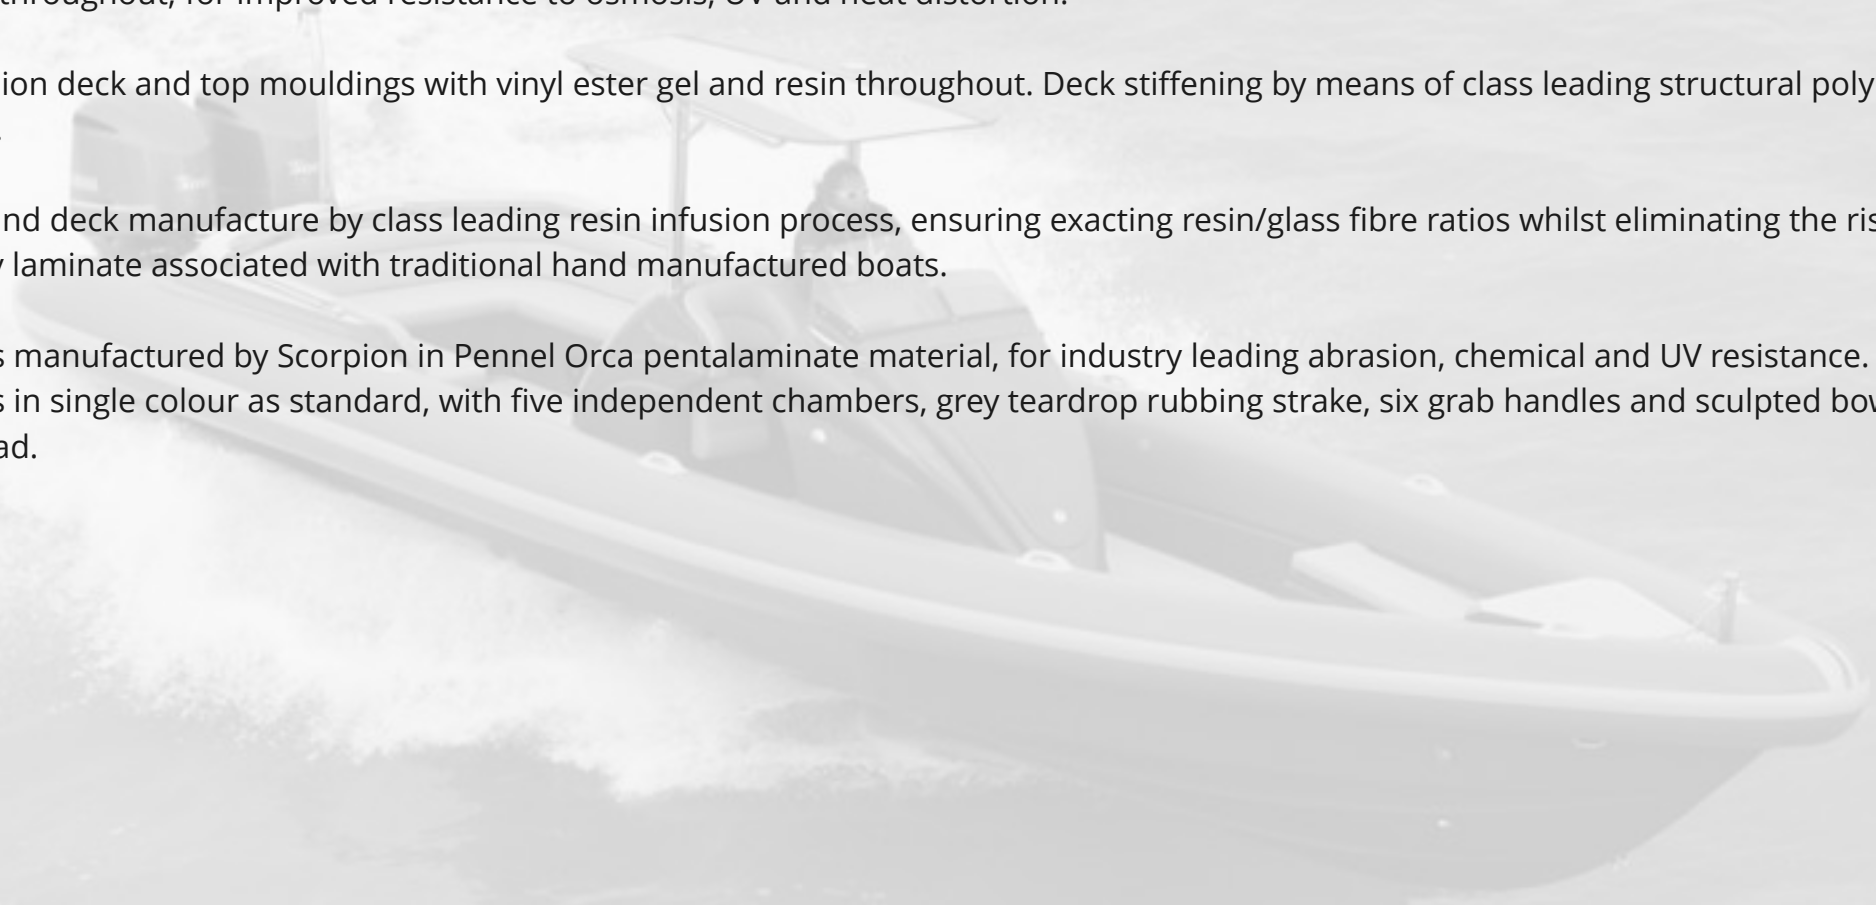 throughout, for improved resistance to osmosis, UV and heat distortion.
ion deck and top mouldings with vinyl ester gel and resin throughout. Deck stiffening by means of class leading structural poly
nd deck manufacture by class leading resin infusion process, ensuring exacting resin/glass fibre ratios whilst eliminating the ris
y laminate associated with traditional hand manufactured boats.
s manufactured by Scorpion in Pennel Orca pentalaminate material, for industry leading abrasion, chemical and UV resistance.
s in single colour as standard, with five independent chambers, grey teardrop rubbing strake, six grab handles and sculpted bow
ad.